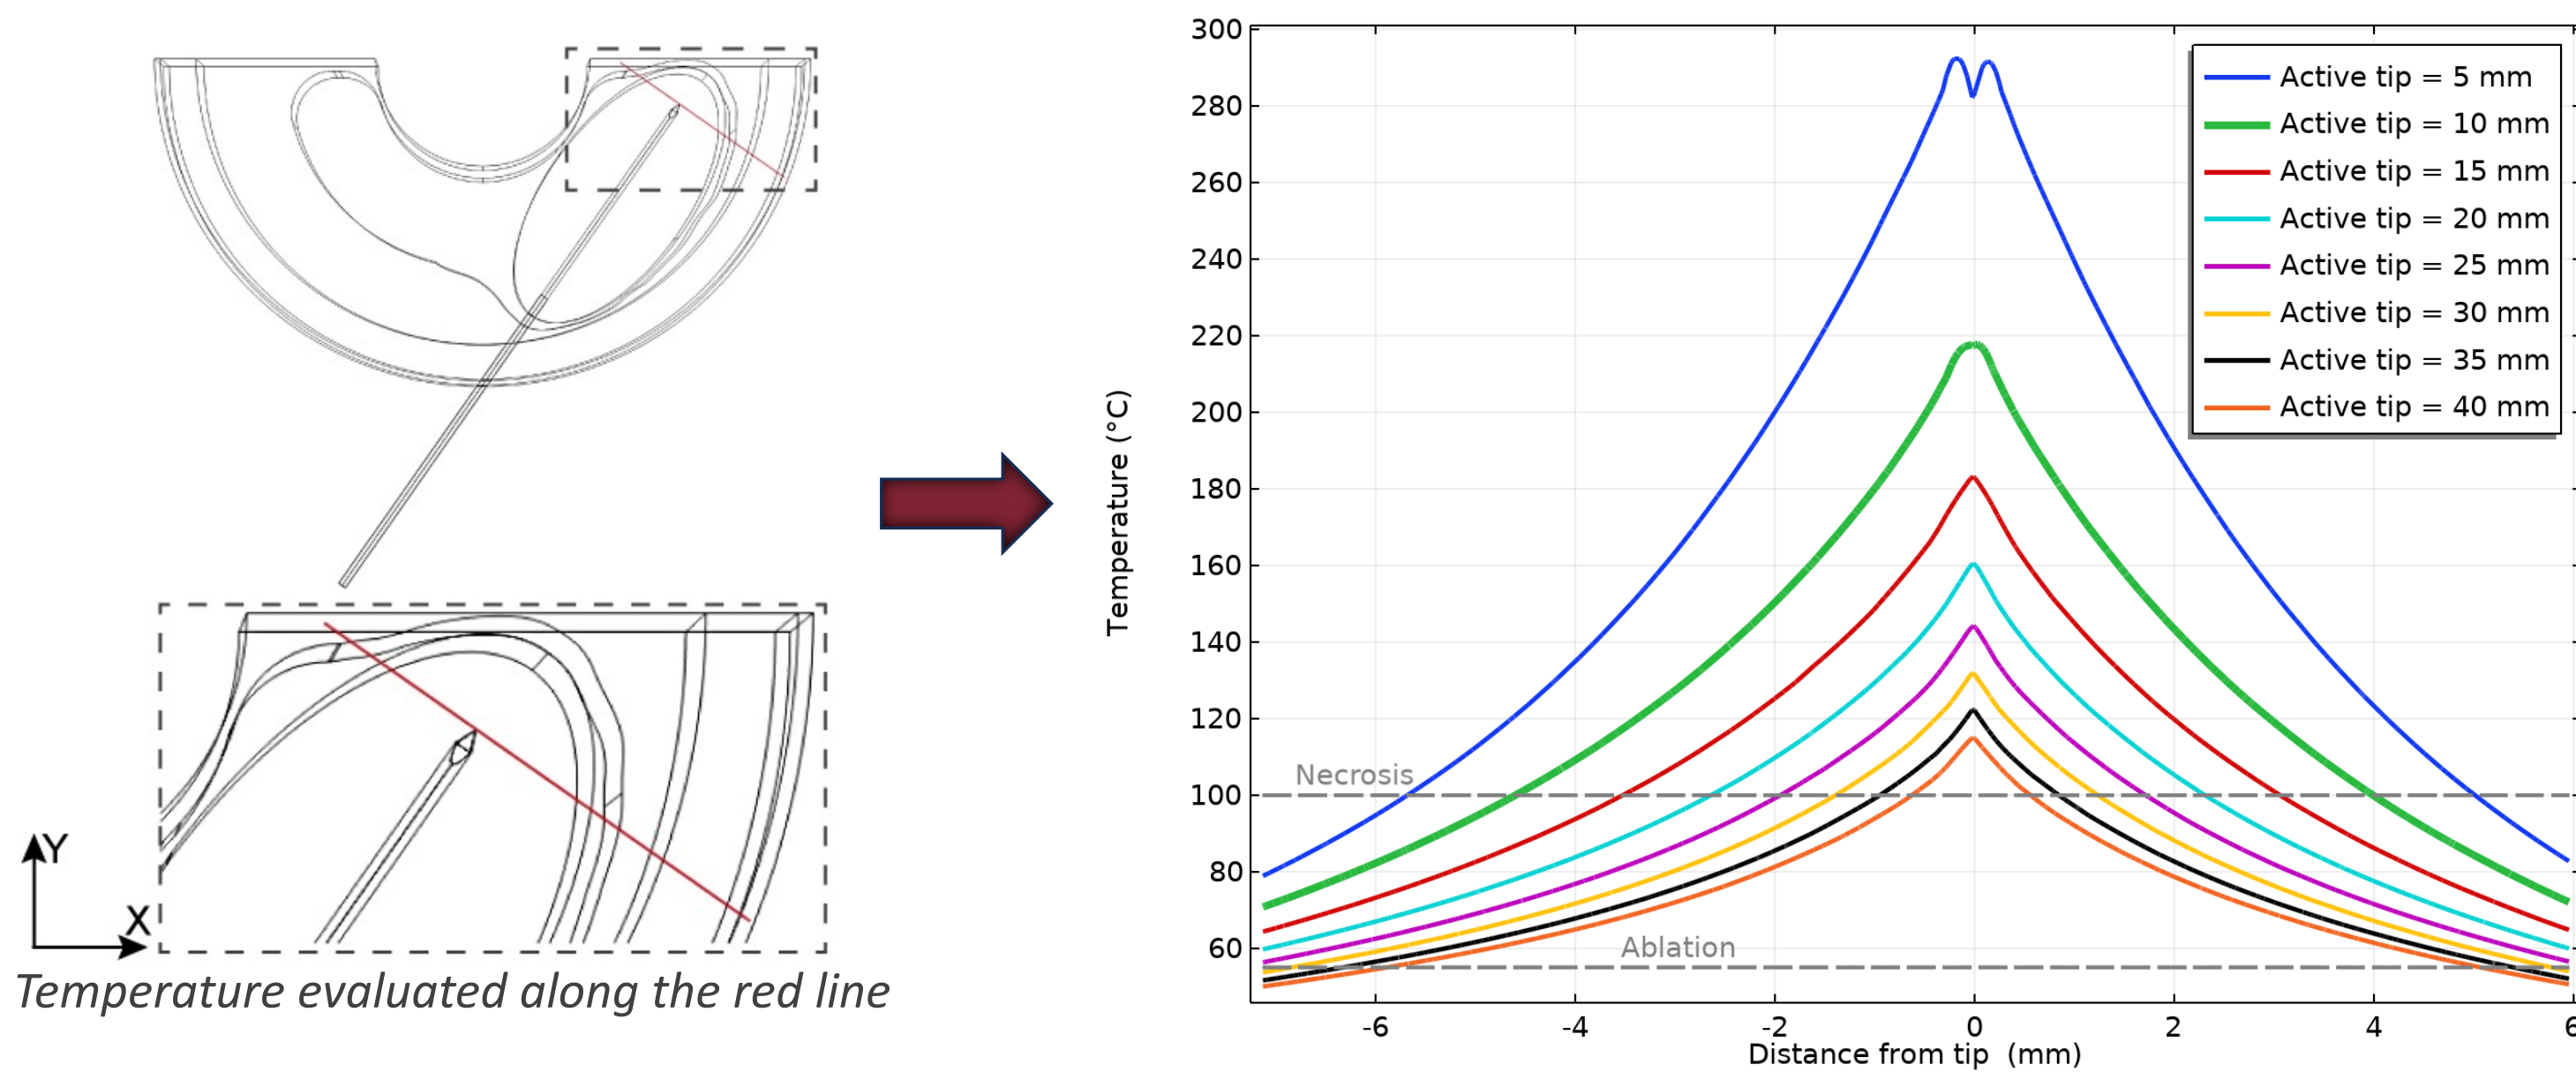 Y
X
Temperature evaluated along the red line
300
280
260
240
220
200
180
160
140
120
100
80
60
Temperature (°C)
Active tip = 5 mm
Active tip = 10 mm
Active tip = 15 mm
Active tip = 20 mm
Active tip = 25 mm
Active tip = 30 mm
Active tip = 35 mm
Active tip = 40 mm
Necrosis
Ablation
-6 -4 -2 0 2 4 6
Distance from tip (mm)